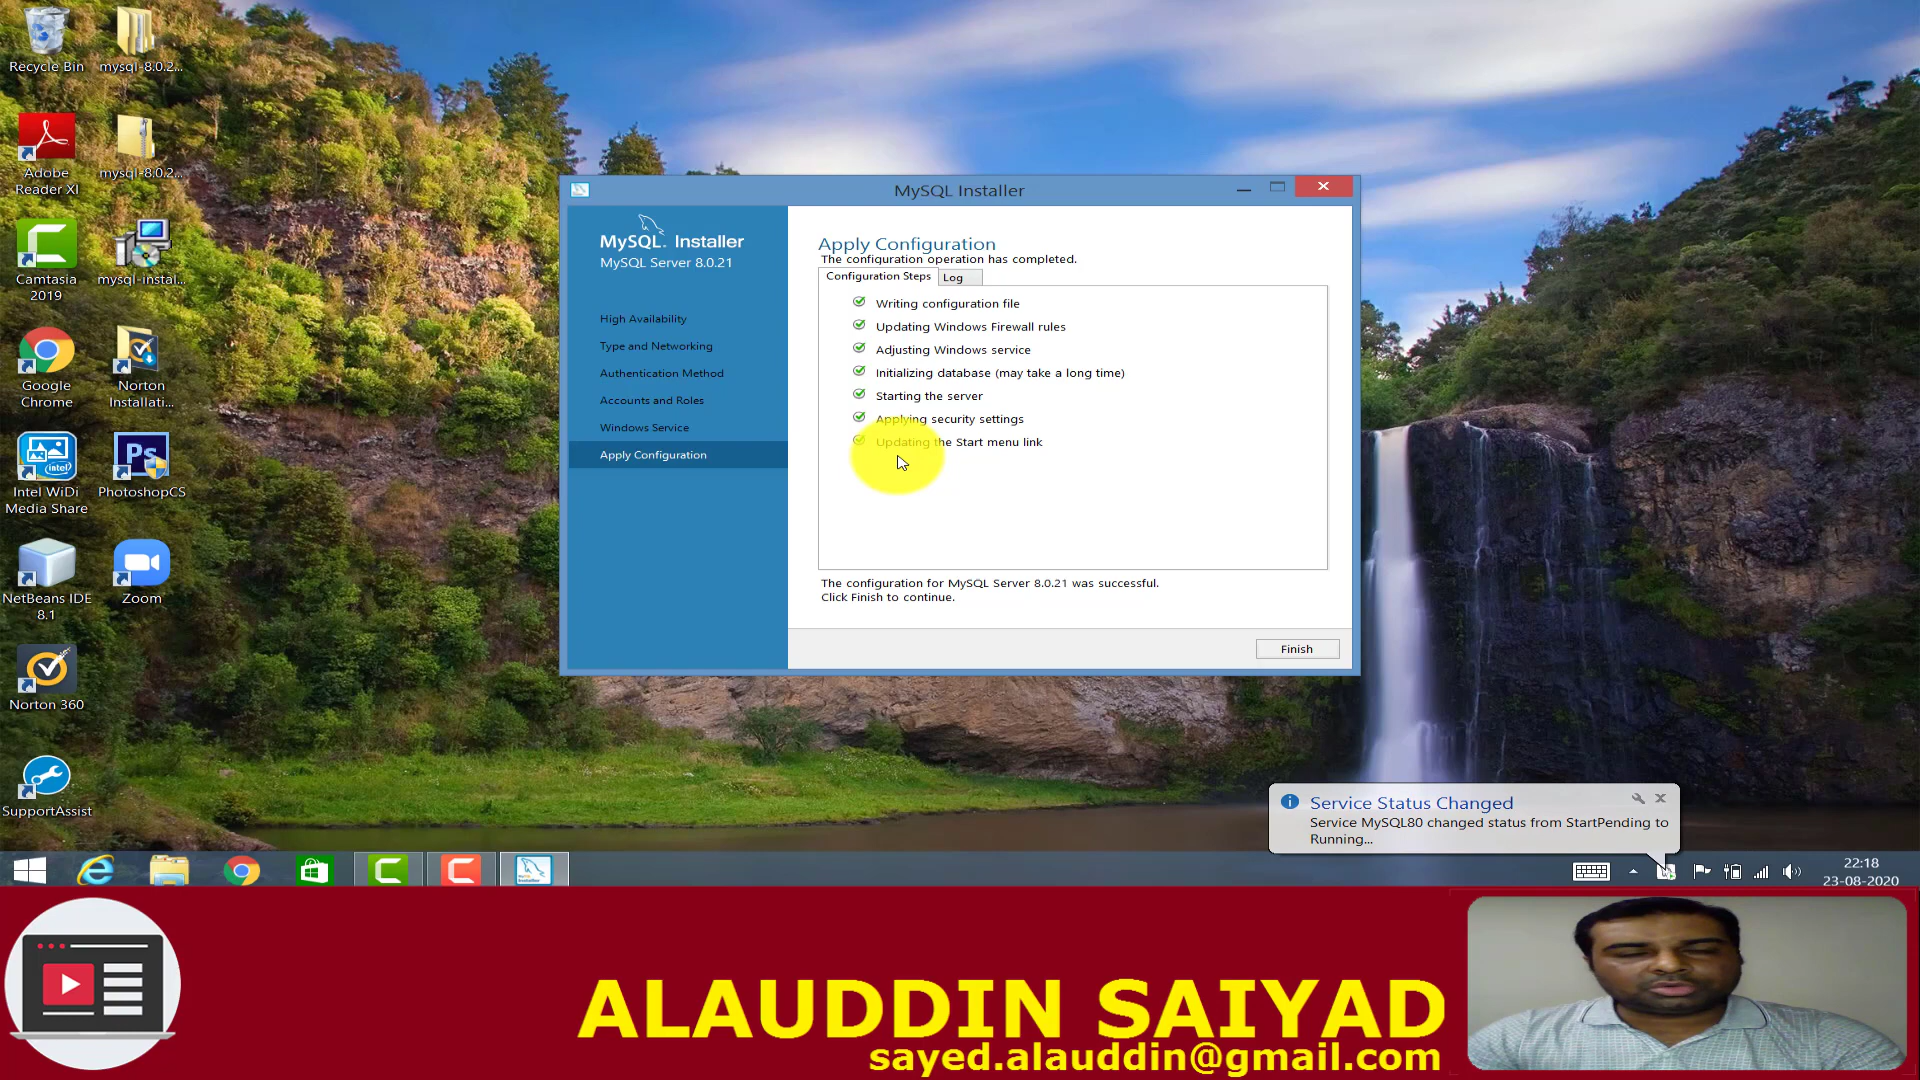 Recycle Bin
mysql-8.0.2...
Adobe
Reader XI
mysql-8.0.2...
Camtasia
2019
mysql-instal...
Google
Chrome
Norton
Installati...
Intel WiDi
Media Share
PhotoshopCS
NetBeans IDE
8.1
Zoom
Norton 360
SupportAssist
MySQL Installer
MySQL. Installer
MySQL Server 8.0.21
High Availability
Type and Networking
Authentication Method
Accounts and Roles
Windows Service
Apply Configuration
Apply Configuration
The configuration operation has completed.
Configuration Steps
Log
Writing configuration file
Updating Windows Firewall rules
Adjusting Windows service
Initializing database (may take a long time)
Starting the server
Applying security settings
Updating the Start menu link
The configuration for MySQL Server 8.0.21 was successful.
Click Finish to continue.
Finish
Service Status Changed
Service MySQL80 changed status from StartPending to
Running...
22:18
23-08-2020
ALAUDDIN SAIYAD
sayed.alauddin@gmail.com